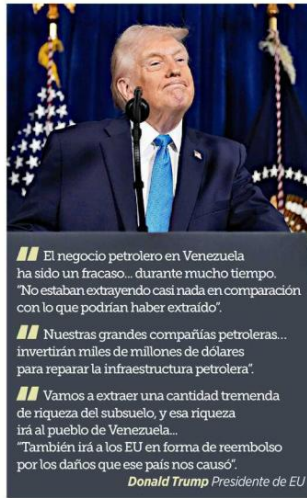 El negocio petrolero en Venezuela
ha sido un fracaso... durante mucho tiempo.
“No estaban extrayendo casi nada en comparación
con lo que podrían haber extraído”.
Nuestras grandes compañías petroleras...
invertirán miles de millones de dólares
para reparar la infraestructura petrolera”.
Vamos a extraer una cantidad tremenda
de riqueza del subsuelo, y esa riqueza
irá al pueblo de Venezuela...
“También irá a los EU en forma de reembolso
por los daños que ese país nos causó”.
Donald Trump Presidente de EU